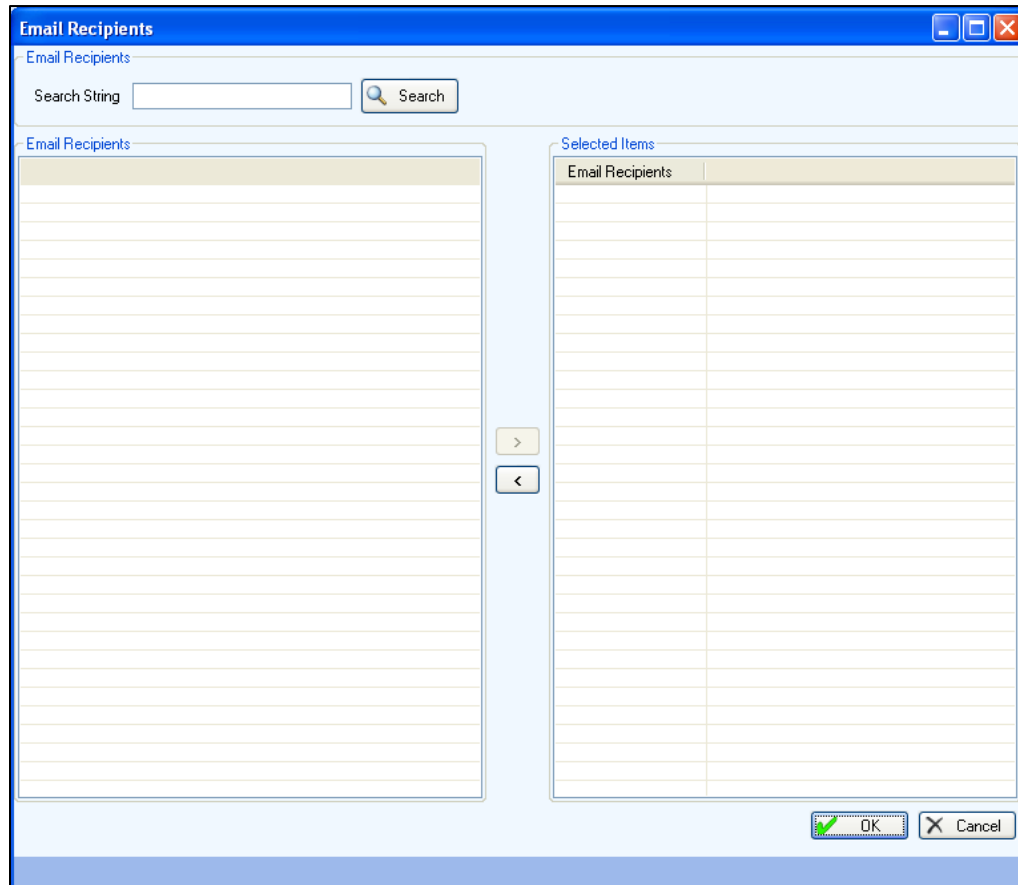 Email Recipients
Email Recipients
Search String
Search
Email Recipients
Selected Items
Email Recipients
>
<
OK
Cancel